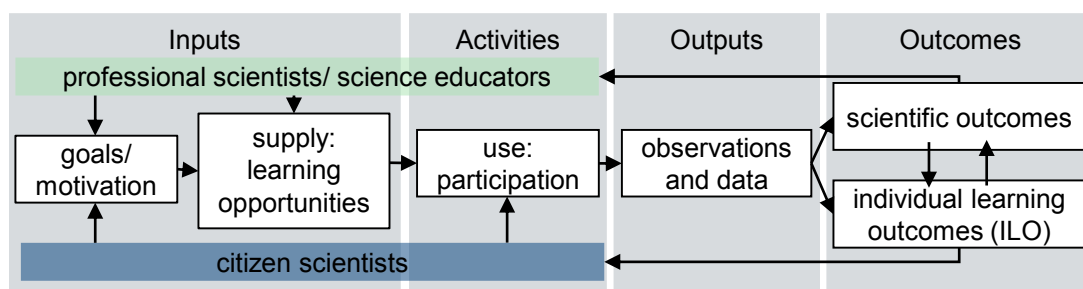 Inputs
Activities
Outputs
Outcomes
professional scientists/ science educators
goals/
motivation
supply:
learning
opportunities
use:
participation
observations
and data
scientific outcomes
individual learning
outcomes (ILO)
citizen scientists